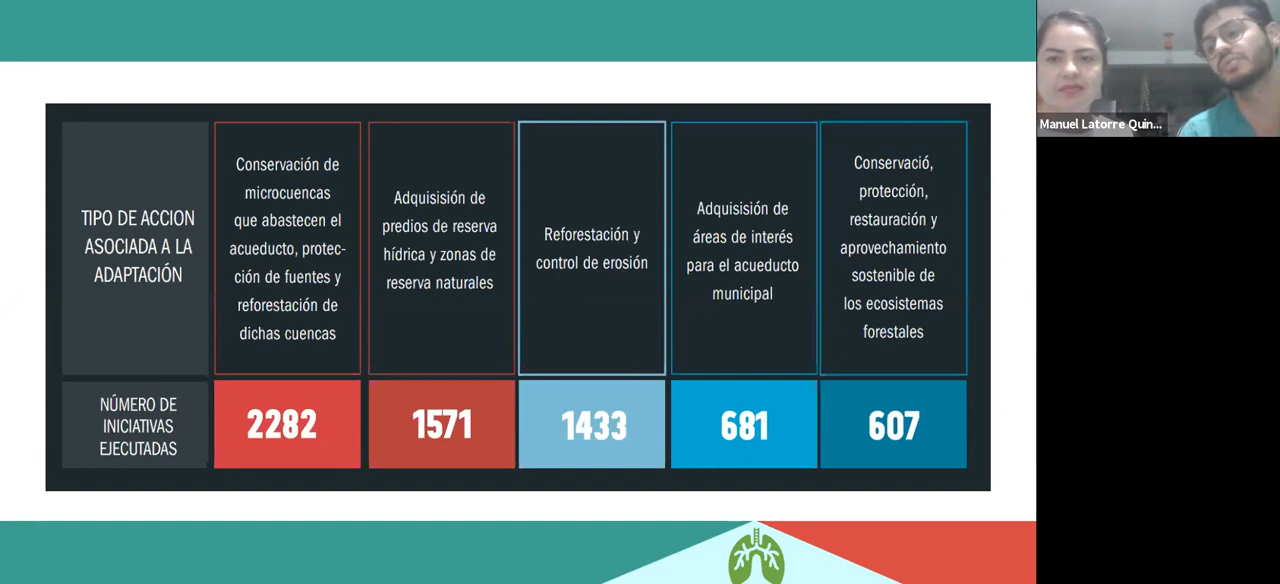 TIPO DE ACCION
ASOCIADA A LA
ADAPTACIÓN
Conservación de
microcuencas
que abastecen el
acueducto, protec-
ción de fuentes y
reforestación de
dichas cuencas
Adquisisión de
predios de reserva
hídrica y zonas de
reserva naturales
Reforestación y
control de erosión
Adquisisión de
áreas de interés
para el acueducto
municipal
Conservació,
protección,
restauración y
aprovechamiento
sostenible de
los ecosistemas
forestales
NÚMERO DE
INICIATIVAS
EJECUTADAS
2282
1571
1433
681
607
Manuel Latorre Quin...